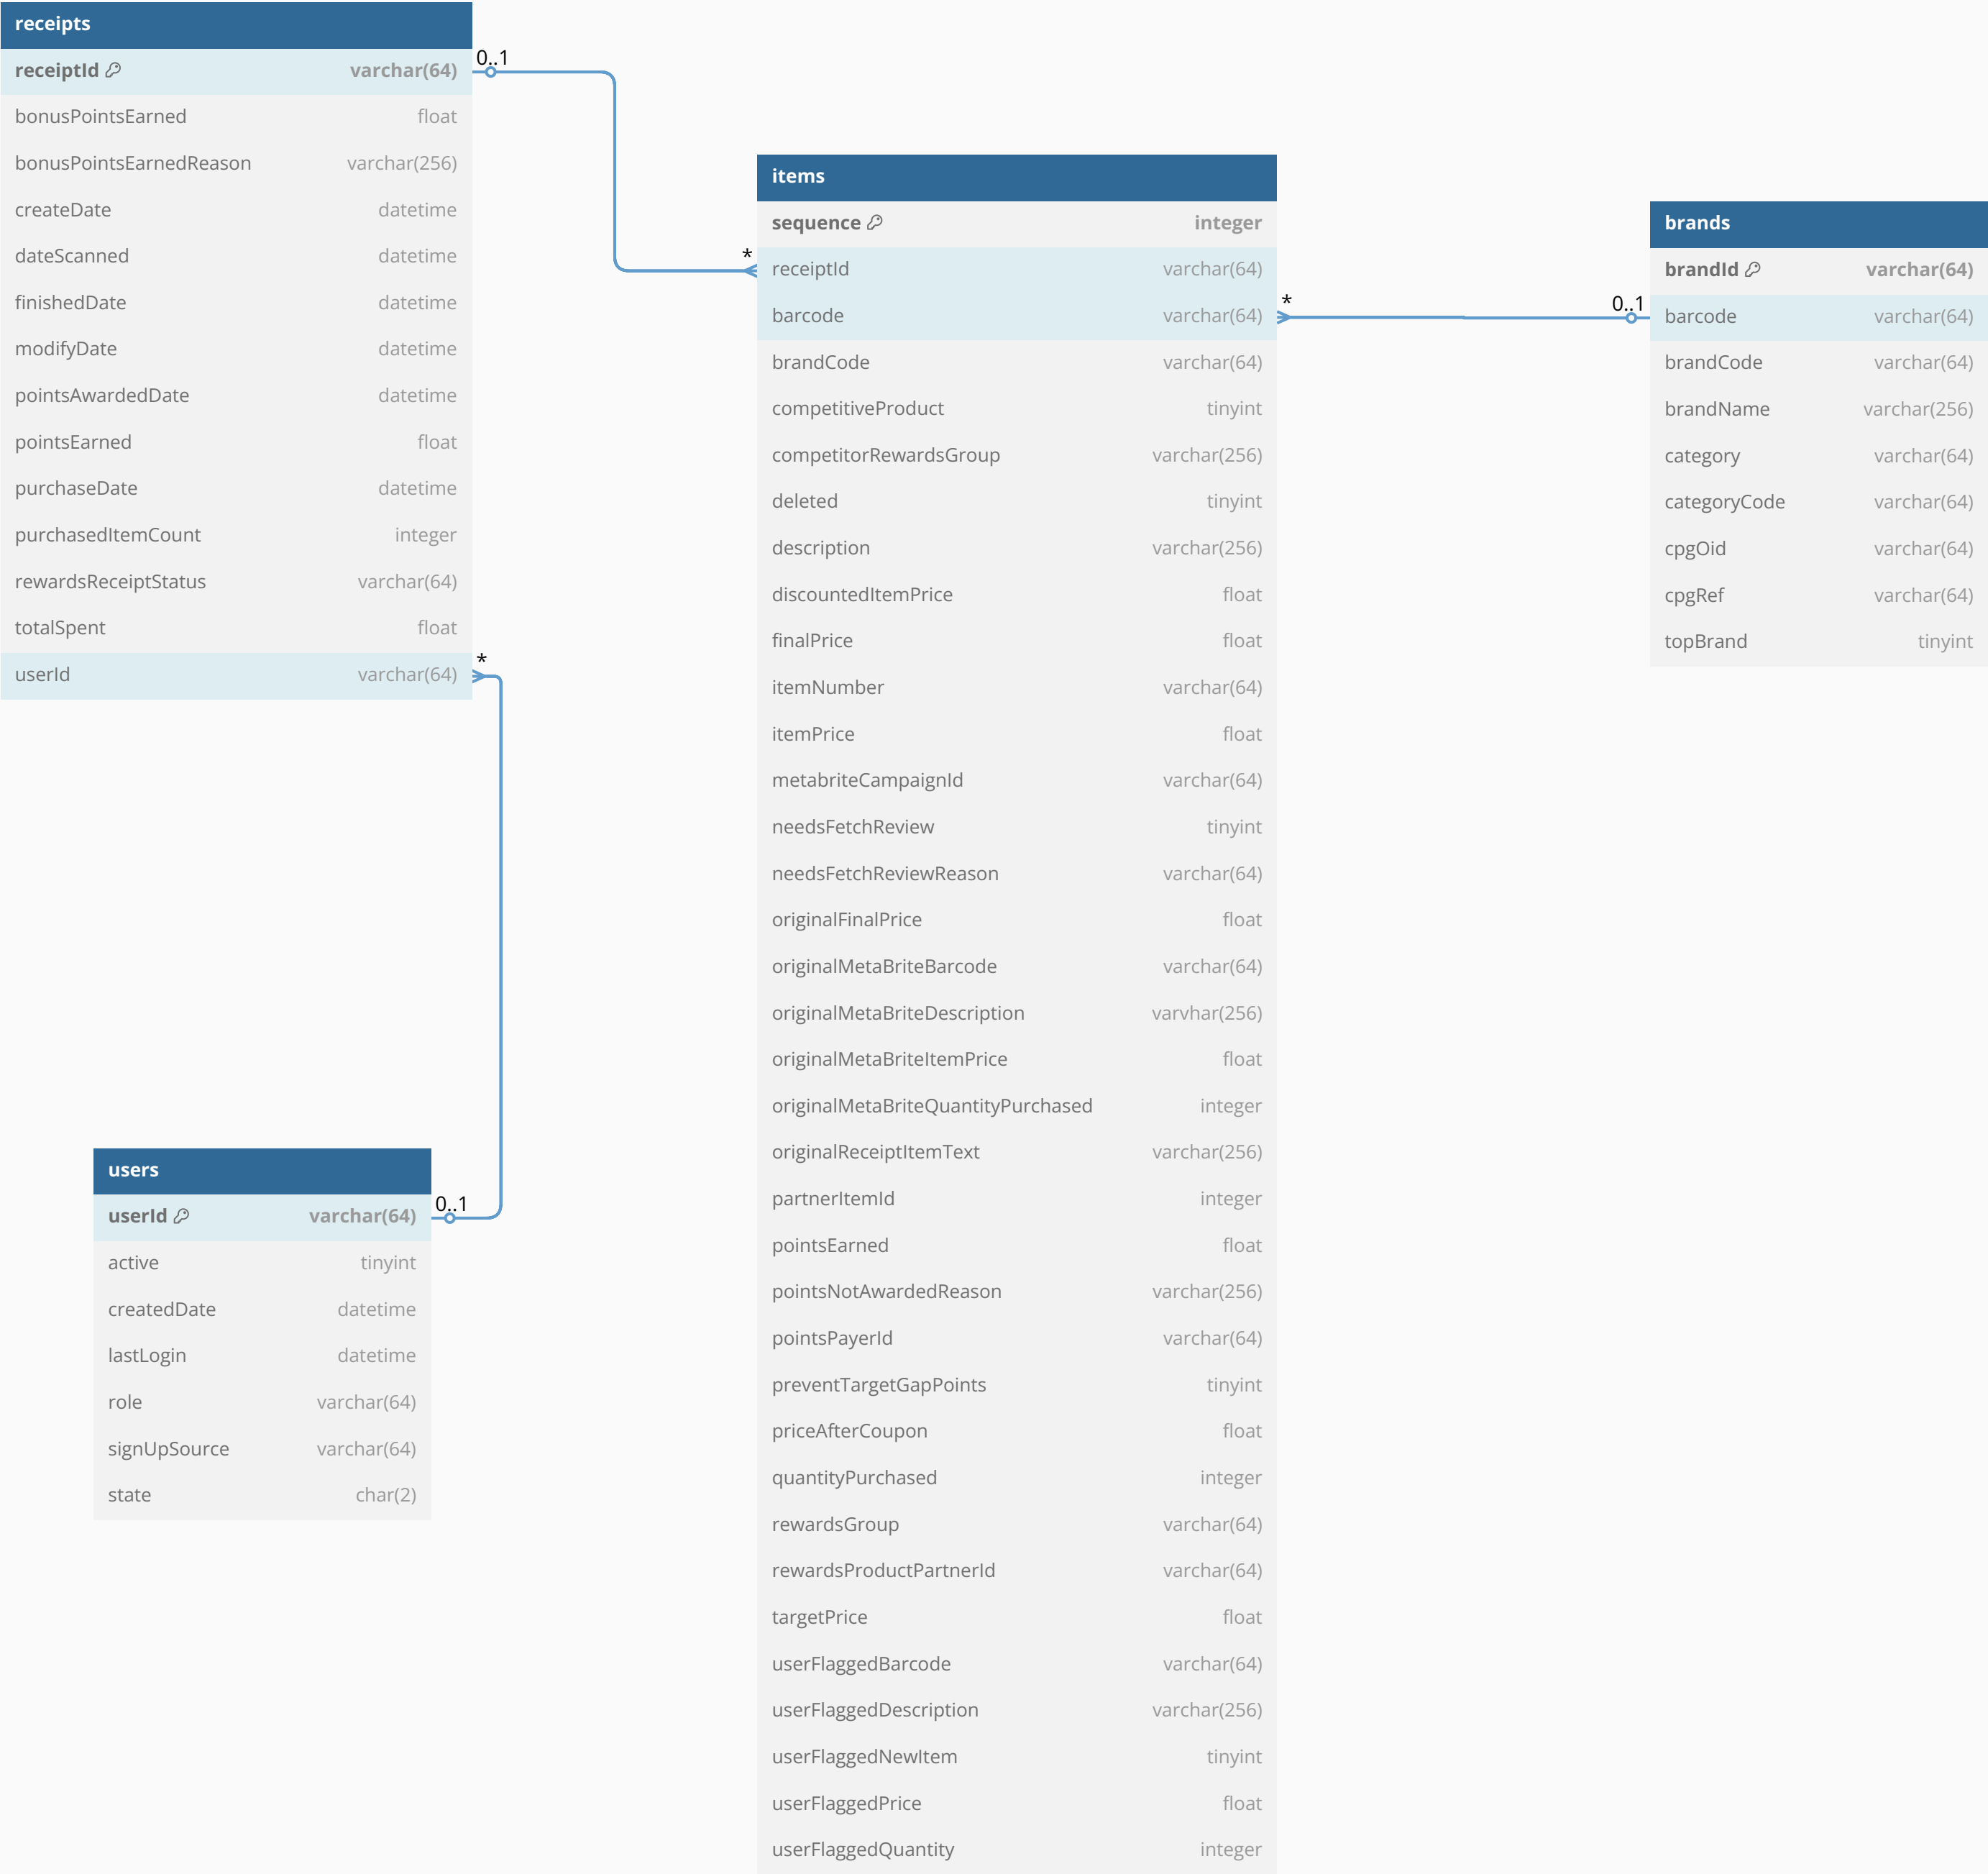 receipts
receiptId varchar(64)
bonusPointsEarned float
bonusPointsEarnedReason varchar(256)
createDate datetime
dateScanned datetime
finishedDate datetime
modifyDate datetime
pointsAwardedDate datetime
pointsEarned float
purchaseDate datetime
purchasedItemCount integer
rewardsReceiptStatus varchar(64)
totalSpent float
userId varchar(64)
0..1
*
*
0..1
users
userId varchar(64)
active tinyint
createdDate datetime
lastLogin datetime
role varchar(64)
signUpSource varchar(64)
state char(2)
items
sequence integer
receiptId varchar(64)
barcode varchar(64)
brandCode varchar(64)
competitiveProduct tinyint
competitorRewardsGroup varchar(256)
deleted tinyint
description varchar(256)
discountedItemPrice float
finalPrice float
itemNumber varchar(64)
itemPrice float
metabriteCampaignId varchar(64)
needsFetchReview tinyint
needsFetchReviewReason varchar(64)
originalFinalPrice float
originalMetaBriteBarcode varchar(64)
originalMetaBriteDescription varvhar(256)
originalMetaBriteItemPrice float
originalMetaBriteQuantityPurchased integer
originalReceiptItemText varchar(256)
partnerItemId integer
pointsEarned float
pointsNotAwardedReason varchar(256)
pointsPayerId varchar(64)
preventTargetGapPoints tinyint
priceAfterCoupon float
quantityPurchased integer
rewardsGroup varchar(64)
rewardsProductPartnerId varchar(64)
targetPrice float
userFlaggedBarcode varchar(64)
userFlaggedDescription varchar(256)
userFlaggedNewItem tinyint
userFlaggedPrice float
userFlaggedQuantity integer
*
0..1
brands
brandId varchar(64)
barcode varchar(64)
brandCode varchar(64)
brandName varchar(256)
category varchar(64)
categoryCode varchar(64)
cpgOid varchar(64)
cpgRef varchar(64)
topBrand tinyint